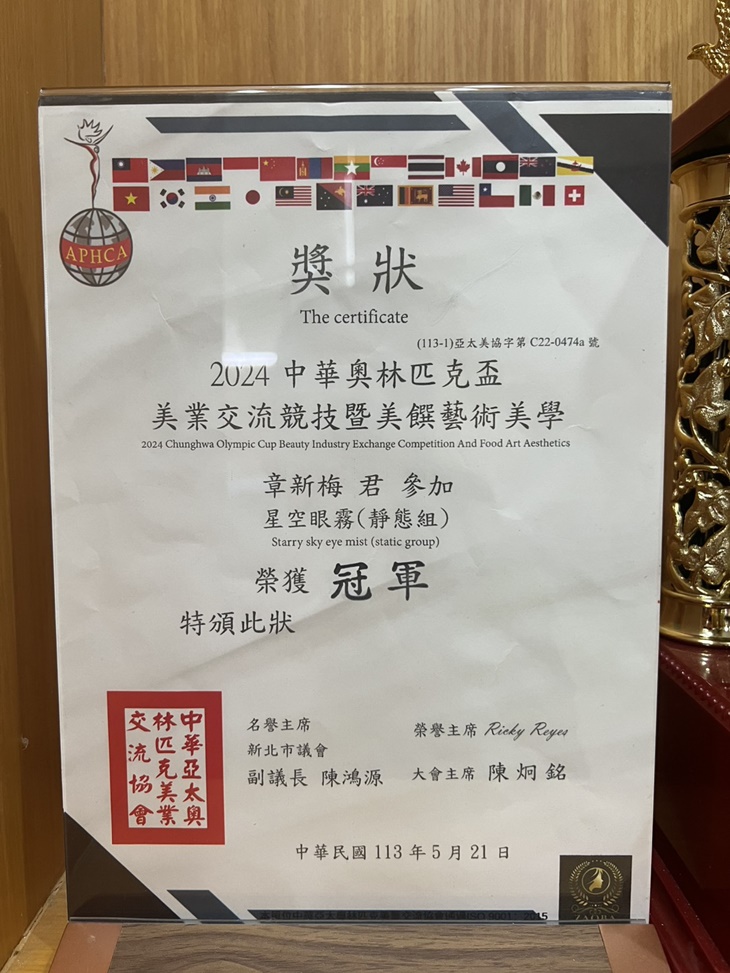 APHCA
獎狀
The certificate
(113-1)亞太美協字第 C22-0474a 號
2024 中華奧林匹克盃
美業交流競技暨美饌藝術美學
2024 Chunghwa Olympic Cup Beauty Industry Exchange Competition And Food Art Aesthetics
章新梅 君 參加
星空眼霧(靜態組)
Starry sky eye mist (static group)
榮獲 冠軍
特頒此狀
中華亞太奧
林匹克美業
交流協會
名譽主席
新北市議會
副議長 陳鴻源
榮譽主席 Ricky Reyes
大會主席 陳炯銘
中華民國 113 年 5 月 21 日